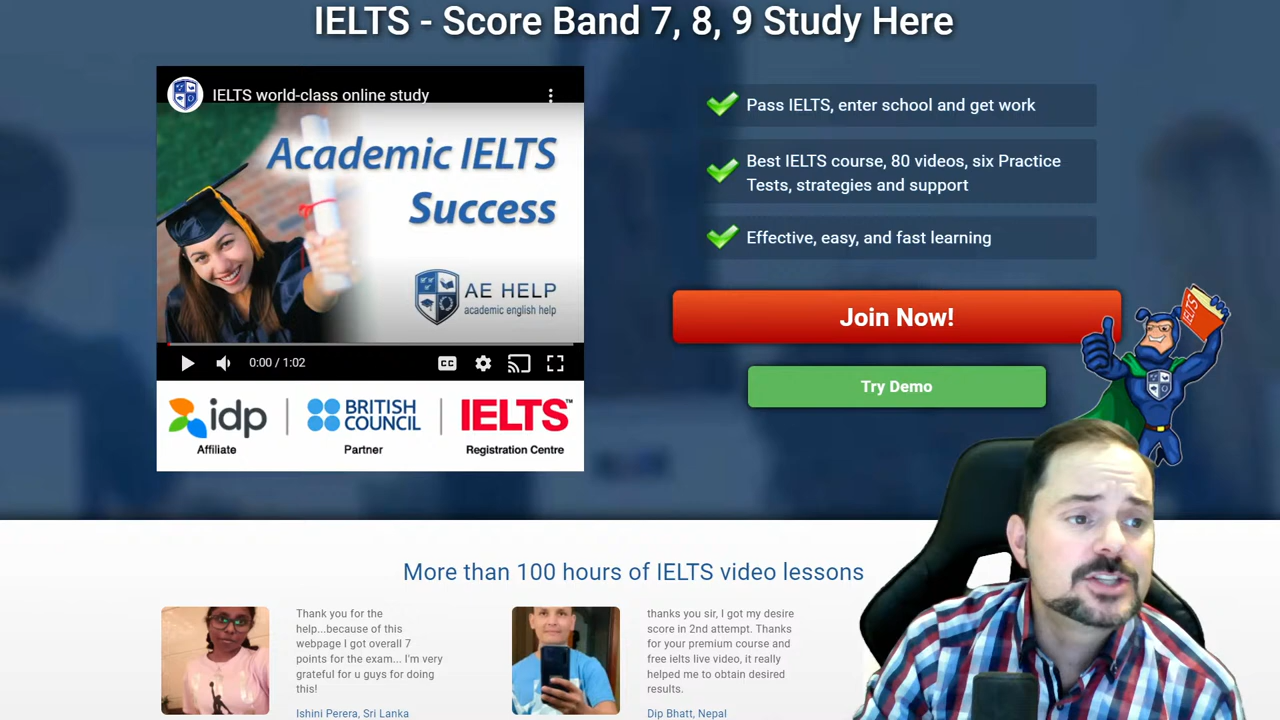 IELTS - Score Band 7, 8, 9 Study Here
IELTS world-class online study
Academic IELTS
Success
AE HELP
academic english help
0:00 / 1:02
CC
idp
Affiliate
BRITISH
COUNCIL
Partner
IELTS™
Registration Centre
Pass IELTS, enter school and get work
Best IELTS course, 80 videos, six Practice
Tests, strategies and support
Effective, easy, and fast learning
Join Now!
Try Demo
IELTS
More than 100 hours of IELTS video lessons
Thank you for the
help...because of this
webpage I got overall 7
points for the exam... I'm very
grateful for u guys for doing
this!
Ishini Perera, Sri Lanka
thanks you sir, I got my desire
score in 2nd attempt. Thanks
for your premium course and
free ielts live video, it really
helped me to obtain desired
results.
Dip Bhatt, Nepal